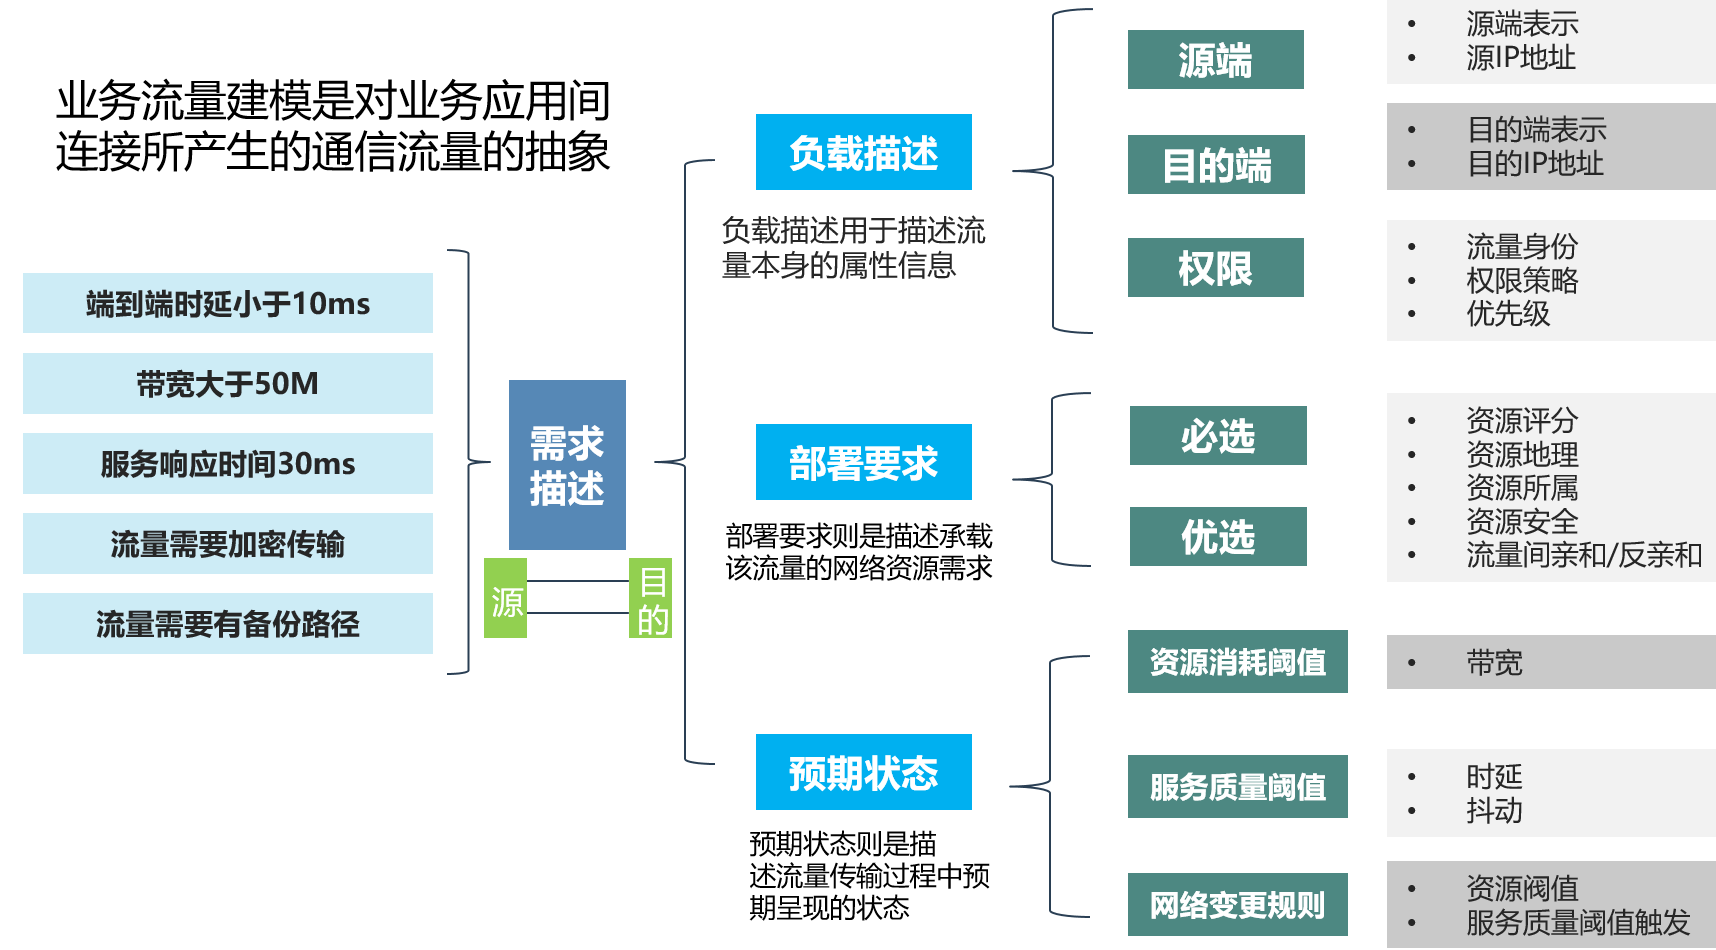 业务流量建模是对业务应用间
连接所产生的通信流量的抽象
端到端时延小于10ms
带宽大于50M
服务响应时间30ms
流量需要加密传输
流量需要有备份路径
需求
描述
源
目
的
负载描述
负载描述用于描述流
量本身的属性信息
源端
• 源端表示
• 源IP地址
目的端
• 目的端表示
• 目的IP地址
权限
• 流量身份
• 权限策略
• 优先级
部署要求
部署要求则是描述承载
该流量的网络资源需求
必选
优选
• 资源评分
• 资源地理
• 资源所属
• 资源安全
• 流量间亲和/反亲和
预期状态
预期状态则是描
述流量传输过程中预
期呈现的状态
资源消耗阈值
• 带宽
服务质量阈值
• 时延
• 抖动
网络变更规则
• 资源阀值
• 服务质量阈值触发